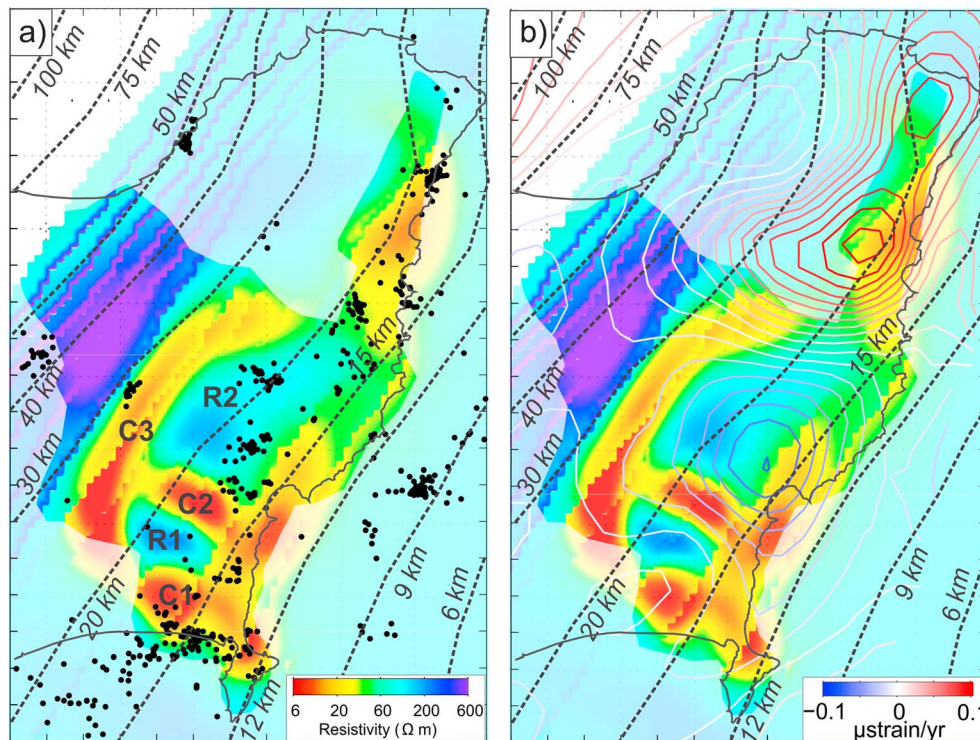 a)
100 km
75 km
50 km
40 km
30 km
20 km
15 km
12 km
9 km
6 km
R2
C3
C2
R1
C1
6 20 60 200 600
Resistivity (Ω m)
b)
100 km
75 km
50 km
40 km
30 km
20 km
15 km
12 km
9 km
6 km
−0.1 0 0.1
µstrain/yr